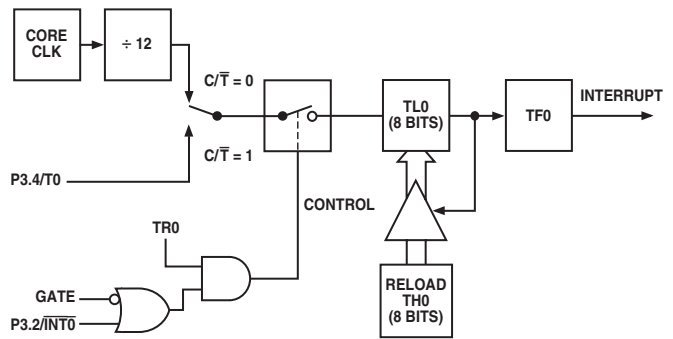 CORE
CLK
÷ 12
C/T̅ = 0
C/T̅ = 1
P3.4/T0
TL0
(8 BITS)
TF0
INTERRUPT
CONTROL
TR0
GATE
P3.2/I̅N̅T̅0̅
RELOAD
TH0
(8 BITS)